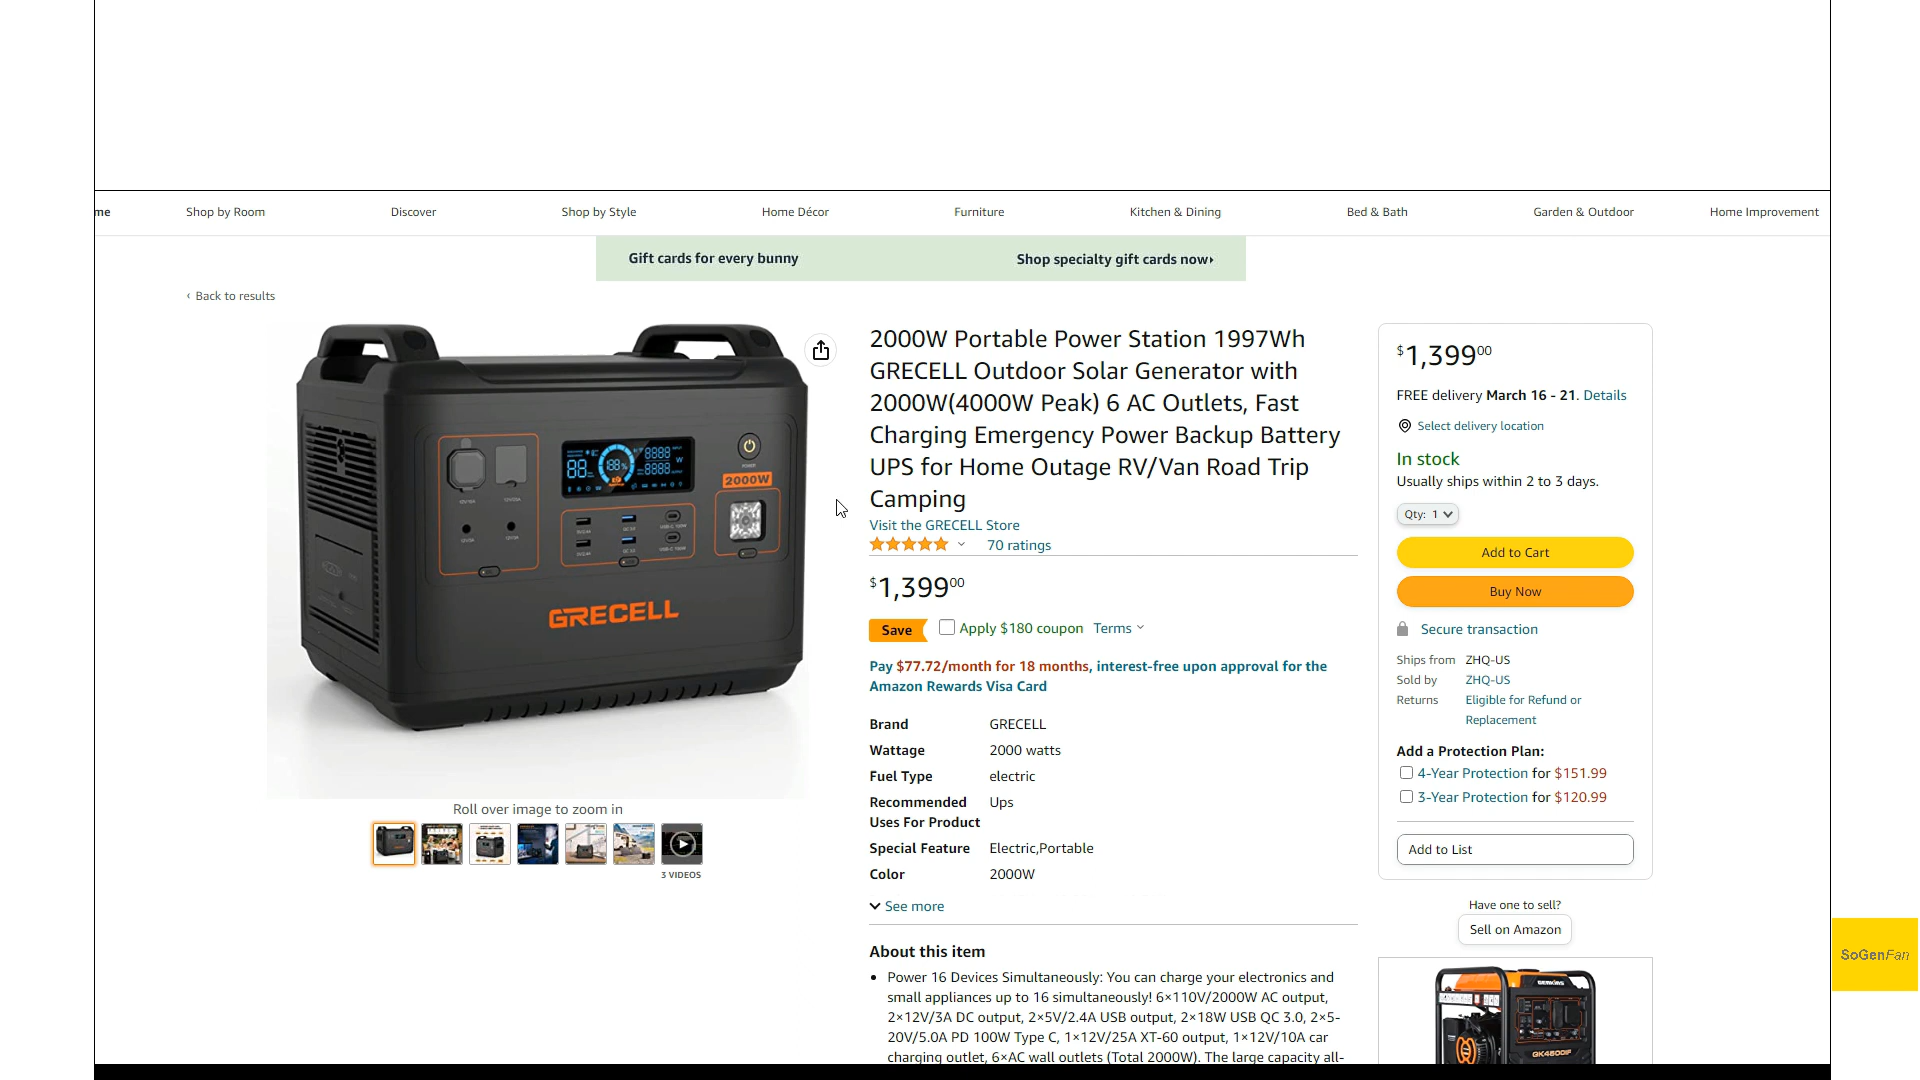 me
Shop by Room
Discover
Shop by Style
Home Décor
Furniture
Kitchen & Dining
Bed & Bath
Garden & Outdoor
Home Improvement
Gift cards for every bunny
Shop specialty gift cards now
‹ Back to results
POWER
2000W
GRECELL
Roll over image to zoom in
3 VIDEOS
2000W Portable Power Station 1997Wh
GRECELL Outdoor Solar Generator with
2000W(4000W Peak) 6 AC Outlets, Fast
Charging Emergency Power Backup Battery
UPS for Home Outage RV/Van Road Trip
Camping
Visit the GRECELL Store
70 ratings
$1,39900
Save
Apply $180 coupon Terms
Pay $77.72/month for 18 months, interest-free upon approval for the
Amazon Rewards Visa Card
Brand GRECELL
Wattage 2000 watts
Fuel Type electric
Recommended Ups
Uses For Product
Special Feature Electric,Portable
Color 2000W
See more
About this item
• Power 16 Devices Simultaneously: You can charge your electronics and
small appliances up to 16 simultaneously! 6×110V/2000W AC output,
2×12V/3A DC output, 2×5V/2.4A USB output, 2×18W USB QC 3.0, 2×5-
20V/5.0A PD 100W Type C, 1×12V/25A XT-60 output, 1×12V/10A car
charging outlet, 6×AC wall outlets (Total 2000W). The large capacity all-
$1,39900
FREE delivery March 16 - 21. Details
Select delivery location
In stock
Usually ships within 2 to 3 days.
Qty: 1
Add to Cart
Buy Now
Secure transaction
Ships from ZHQ-US
Sold by ZHQ-US
Returns Eligible for Refund or
Replacement
Add a Protection Plan:
4-Year Protection for $151.99
3-Year Protection for $120.99
Add to List
Have one to sell?
Sell on Amazon
GENKINS
GK4500iF
SoGenFan